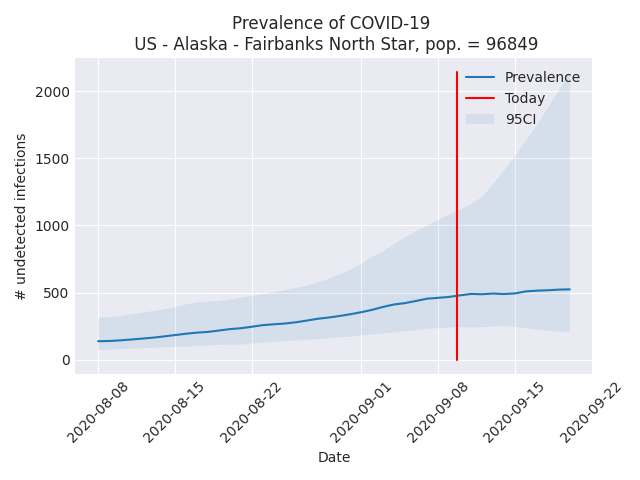 Prevalence of COVID-19
US - Alaska - Fairbanks North Star, pop. = 96849
Prevalence
Today
95CI
# undetected infections
2000
1500
1000
500
0
2020-08-08
2020-08-15
2020-08-22
2020-09-01
2020-09-08
2020-09-15
2020-09-22
Date